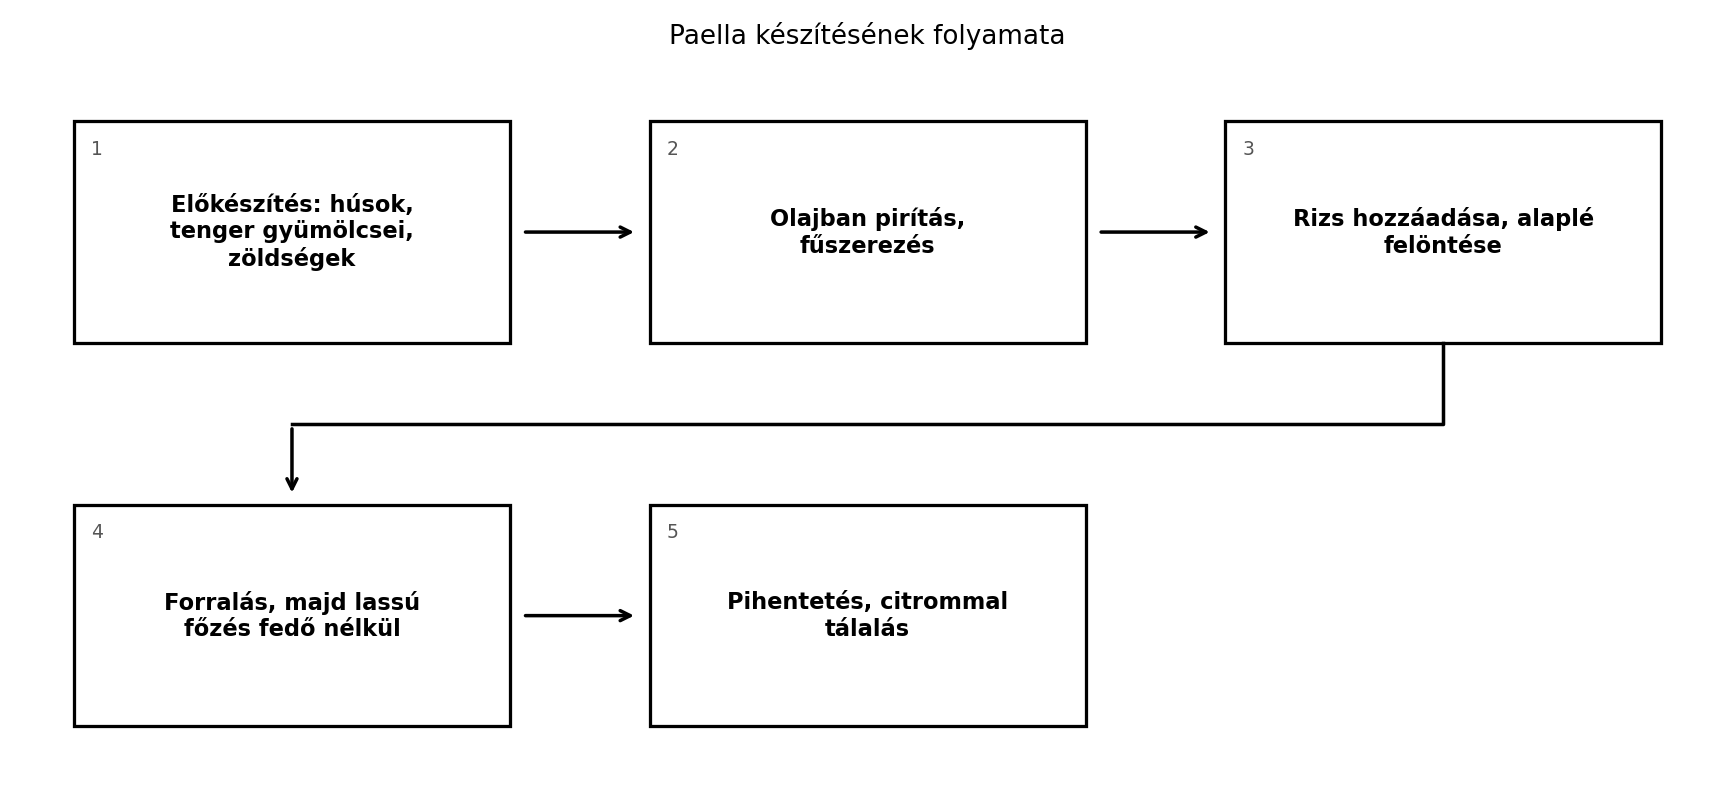 Paella készítésének folyamata
1
Előkészítés: húsok,
tenger gyümölcsei,
zöldségek
2
Olajban pirítás,
fűszerezés
3
Rizs hozzáadása, alaplé
felöntése
4
Forralás, majd lassú
főzés fedő nélkül
5
Pihentetés, citrommal
tálalás